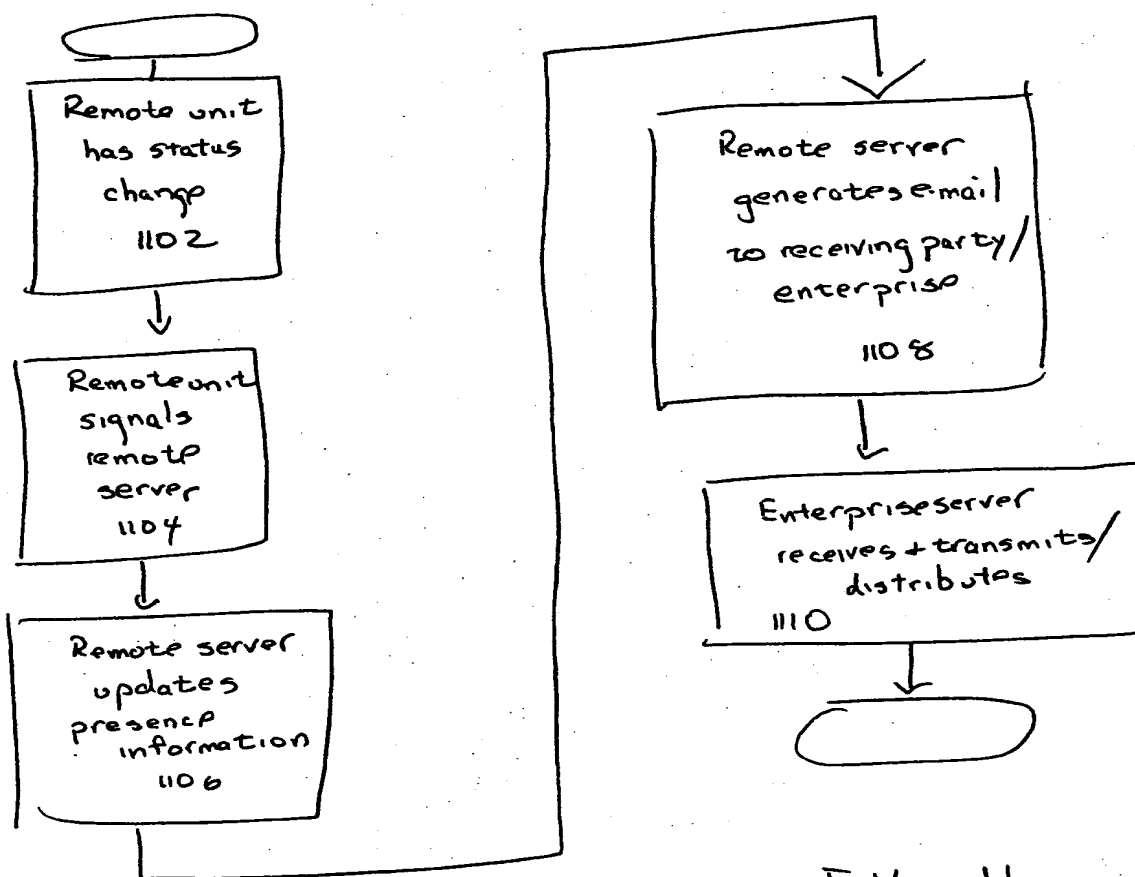 Remote unit
has status
change
1102
Remote unit
signals
remote
server
1104
Remote server
updates
presence
information
1106
Remote server
generates e-mail
to receiving party/
enterprise
1108
Enterprise server
receives + transmits/
distributes
1110